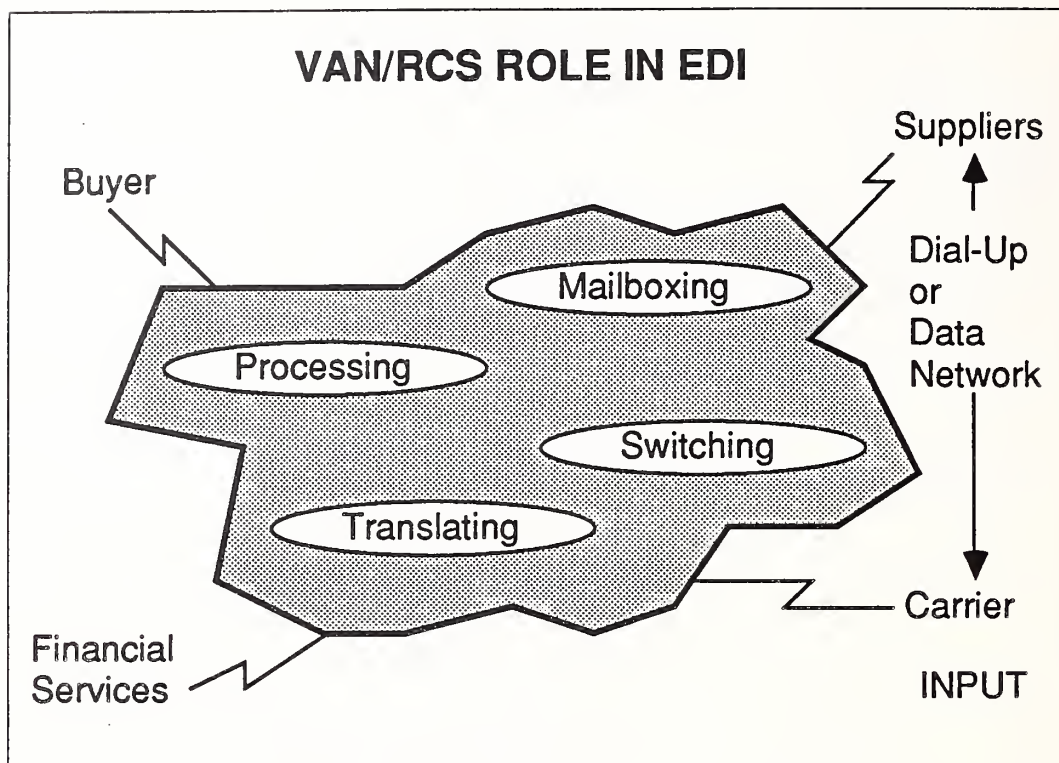 VAN/RCS ROLE IN EDI
Suppliers
Buyer
Dial-Up
or
Data
Network
Mailboxing
Processing
Switching
Translating
Carrier
Financial
Services
INPUT